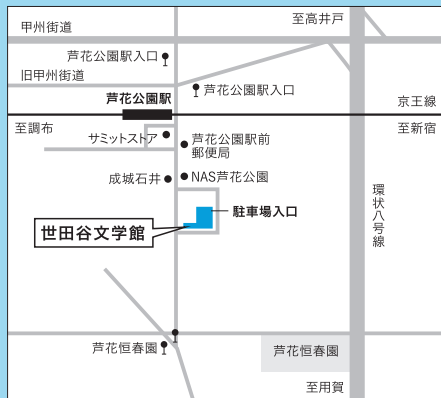 至高井戸
甲州街道
芦花公園駅入口
旧甲州街道
芦花公園駅入口
芦花公園駅
京王線
至調布
至新宿
サミットストア
芦花公園駅前
郵便局
成城石井
NAS芦花公園
環状八号線
駐車場入口
世田谷文学館
芦花恒春園
芦花恒春園
至用賀